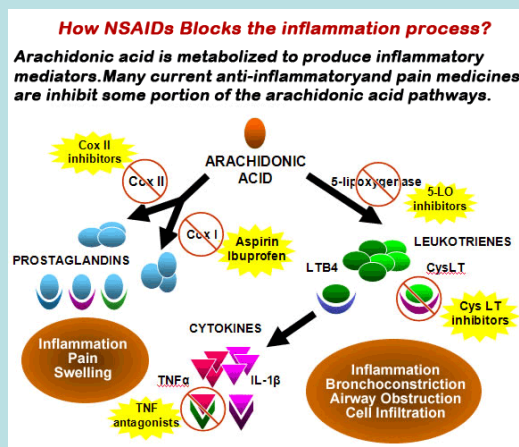 How NSAIDs Blocks the inflammation process?
Arachidonic acid is metabolized to produce inflammatory
mediators.Many current anti-inflammatoryand pain medicines
are inhibit some portion of the arachidonic acid pathways.
Cox II
inhibitors
Cox II
ARACHIDONIC
ACID
5-lipoxygenase
5-LO
inhibitors
Cox I
Aspirin
Ibuprofen
PROSTAGLANDINS
LEUKOTRIENES
LTB4
CysLT
Cys LT
inhibitors
CYTOKINES
Inflammation
Pain
Swelling
TNFα
IL-1β
TNF
antagonists
Inflammation
Bronchoconstriction
Airway Obstruction
Cell Infiltration